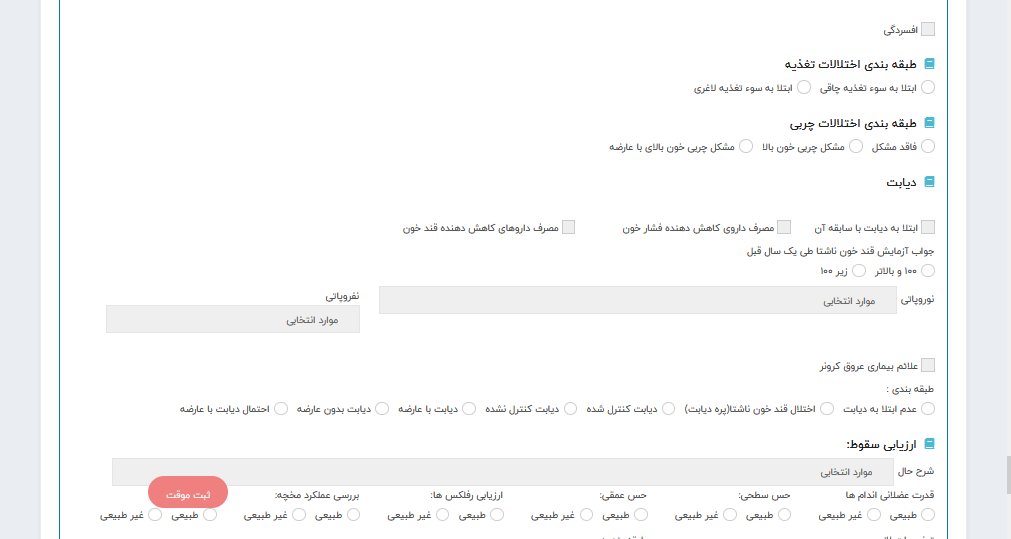 افسردگی
طبقه بندی اختلالات تغذیه
ابتلا به سوء تغذیه چاقی ابتلا به سوء تغذیه لاغری
طبقه بندی اختلالات چربی
فاقد مشکل مشکل چربی خون بالا مشکل چربی خون بالای با عارضه
دیابت
ابتلا به دیابت با سابقه آن مصرف داروی کاهش دهنده فشار خون مصرف داروهای کاهش دهنده قند خون
جواب آزمایش قند خون ناشتا طی یک سال قبل
۱۰۰ و بالاتر زیر ۱۰۰
نوروپاتی موارد انتخابی
نفروپاتی
موارد انتخابی
علائم بیماری عروق کرونر
طبقه بندی :
عدم ابتلا به دیابت اختلال قند خون ناشتا(پره دیابت) دیابت کنترل شده دیابت کنترل نشده دیابت با عارضه دیابت بدون عارضه احتمال دیابت با عارضه
ارزیابی سقوط:
شرح حال موارد انتخابی
ثبت موقت
قدرت عضلانی اندام ها حس سطحی: حس عمقی: ارزیابی رفلکس ها: بررسی عملکرد مخچه:
طبیعی غیر طبیعی طبیعی غیر طبیعی طبیعی غیر طبیعی طبیعی غیر طبیعی طبیعی غیر طبیعی طبیعی غیر طبیعی